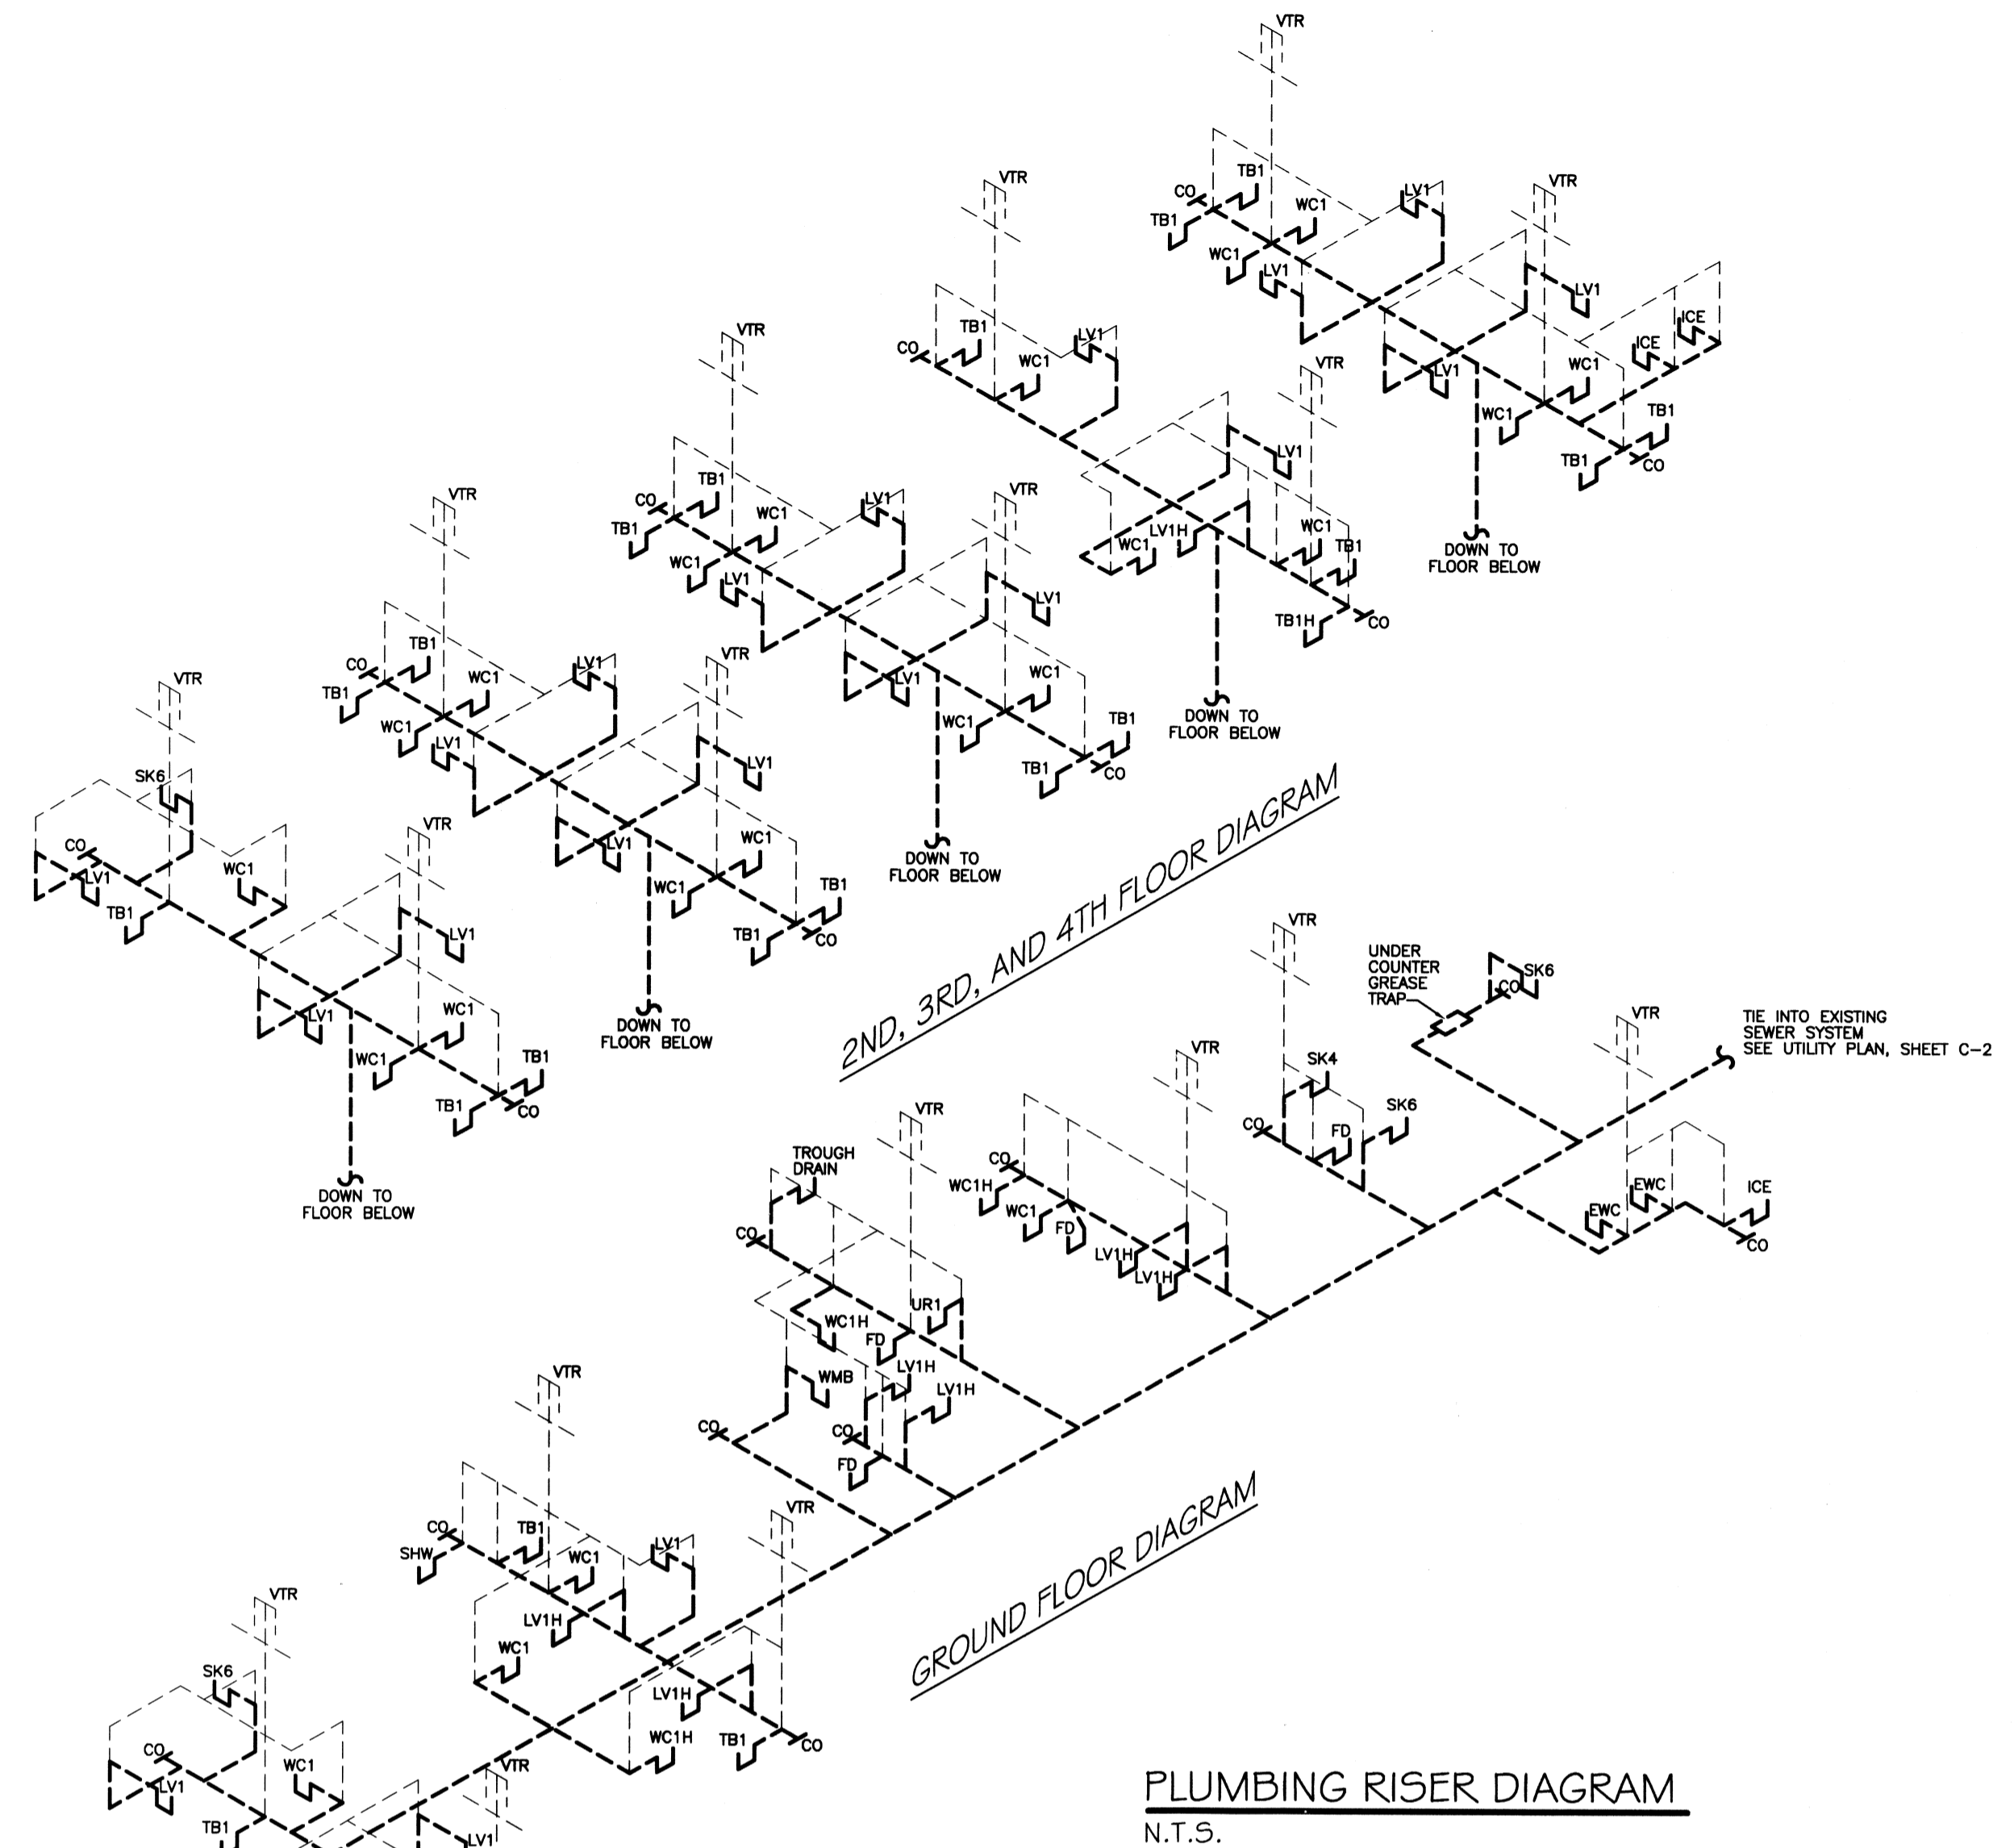 VTR
TB1
CO
TB1
WC1
WC1
LV1
LV1
VTR
LV1
LV1
ICE
ICE
WC1
WC1
TB1
TB1
CO
DOWN TO
FLOOR BELOW
VTR
CO
TB1
WC1
LV1
VTR
LV1
LV1H
WC1
WC1
TB1
TB1H
CO
DOWN TO
FLOOR BELOW
VTR
CO
TB1
TB1
WC1
WC1
LV1
LV1
VTR
LV1
LV1
WC1
WC1
TB1
TB1
CO
DOWN TO
FLOOR BELOW
VTR
CO
TB1
TB1
WC1
WC1
LV1
LV1
VTR
LV1
LV1
WC1
WC1
TB1
TB1
CO
DOWN TO
FLOOR BELOW
VTR
SK6
CO
LV1
TB1
WC1
VTR
LV1
LV1
WC1
WC1
TB1
TB1
CO
DOWN TO
FLOOR BELOW
2ND, 3RD, AND 4TH FLOOR DIAGRAM
VTR
UNDER
COUNTER
GREASE
TRAP
SK6
CO
VTR
TIE INTO EXISTING
SEWER SYSTEM
SEE UTILITY PLAN, SHEET C-2
SK4
SK6
CO
FD
EWC
EWC
ICE
CO
VTR
CO
WC1H
WC1
FD
LV1H
LV1H
VTR
TROUGH
DRAIN
CO
WC1H
FD
UR1
WMB
LV1H
LV1H
CO
CO
FD
VTR
CO
SHW
TB1
WC1
LV1
LV1H
WC1
VTR
LV1H
WC1H
TB1
CO
VTR
SK6
CO
LV1
TB1
WC1
VTR
LV1
GROUND FLOOR DIAGRAM
PLUMBING RISER DIAGRAM
N.T.S.